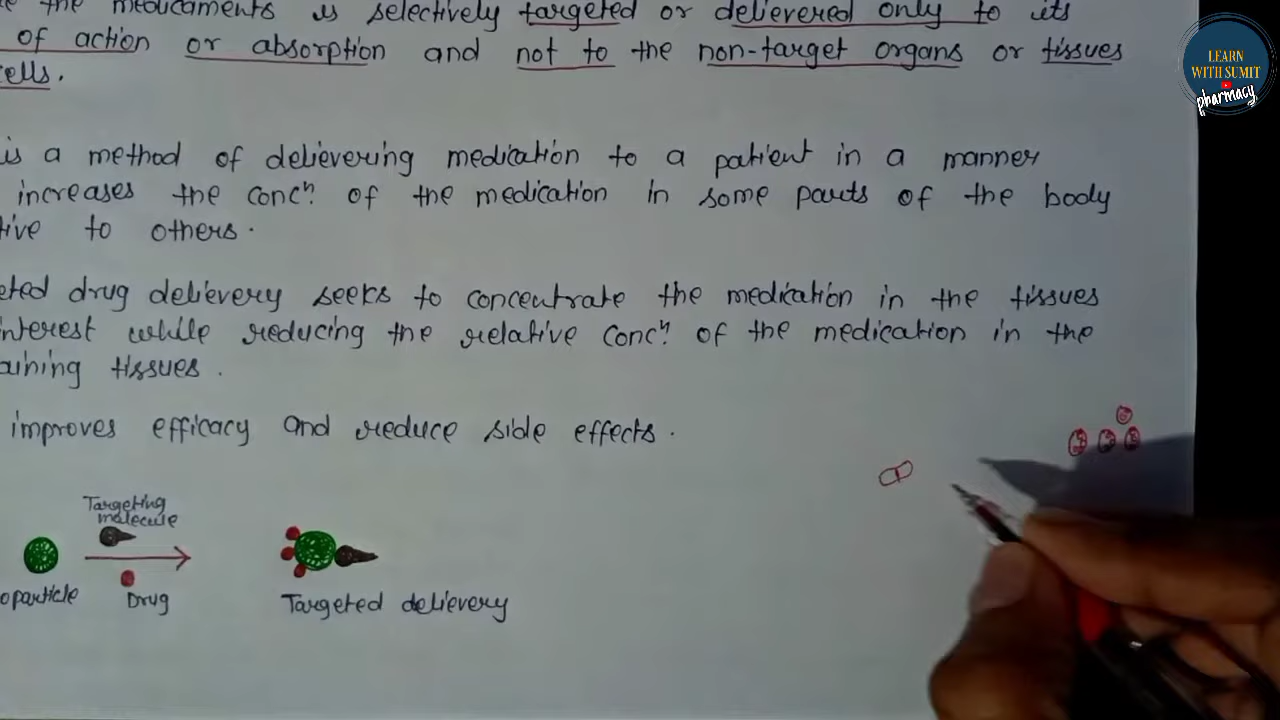 the medicaments is selectively targeted or delievered only to its
of action or absorption and not to the non-target organs or tissues
ells.
is a method of delievering medication to a patient in a manner
increases the concⁿ. of the medication in some parts of the body
tive to others.
eted drug delievery seeks to concentrate the medication in the tissues
interest while reducing the relative concⁿ. of the medication in the
aining tissues.
improves efficacy and reduce side effects.
Targeting
molecule
oparticle
Drug
Targeted delievery
LEARN
WITH SUMIT
pharmacy